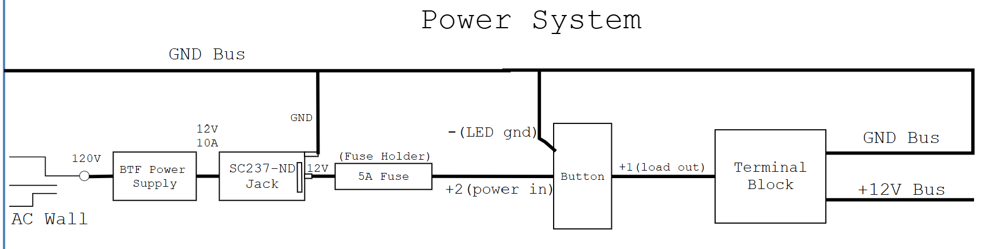 Power System
GND Bus
GND
12V
10A
-(LED gnd)
GND Bus
120V
(Fuse Holder)
BTF Power
Supply
SC237-ND
Jack
12V
5A Fuse
Button
+1(load out)
Terminal
Block
+2(power in)
+12V Bus
AC Wall